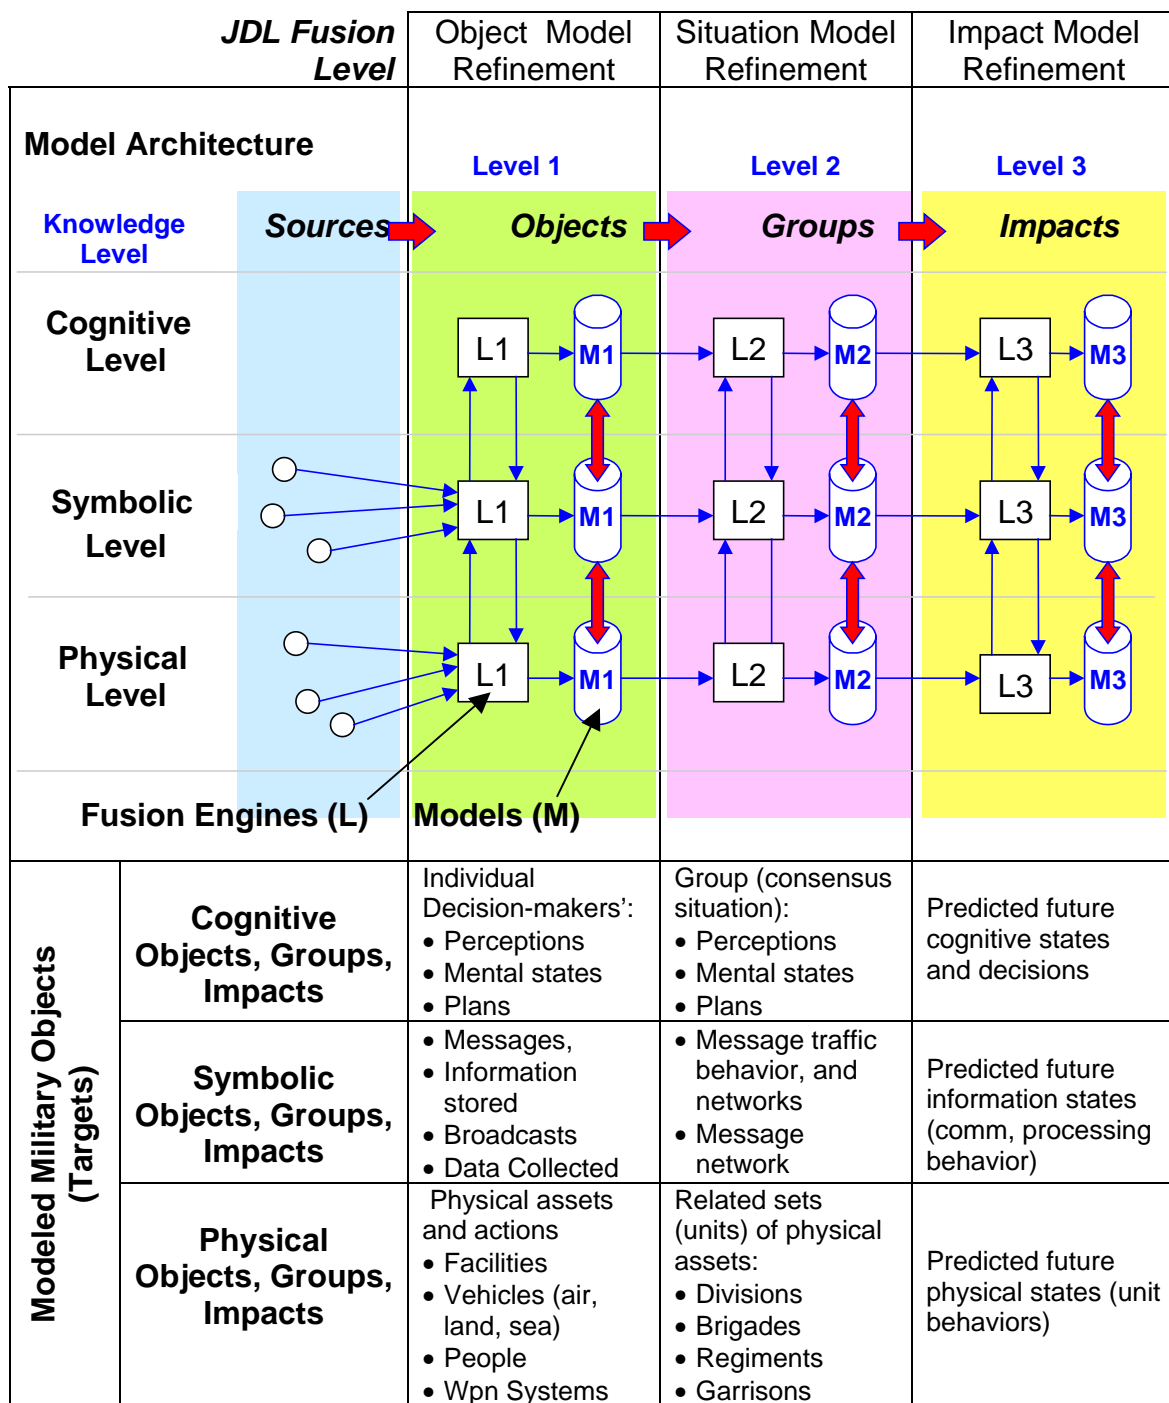 JDL Fusion
Level
Object  Model
Refinement
Situation Model
Refinement
Impact Model
Refinement
Model Architecture
Level 1
Level 2
Level 3
Knowledge
Level
Sources
Objects
Groups
Impacts
Cognitive
Level
L1
M1
L2
M2
L3
M3
Symbolic
Level
L1
M1
L2
M2
L3
M3
Physical
Level
L1
M1
L2
M2
L3
M3
Fusion Engines (L)
Models (M)
Modeled Military Objects
(Targets)
Cognitive
Objects, Groups,
Impacts
Individual
Decision-makers’:
• Perceptions
• Mental states
• Plans
Group (consensus
situation):
• Perceptions
• Mental states
• Plans
Predicted future
cognitive states
and decisions
Symbolic
Objects, Groups,
Impacts
• Messages,
• Information
stored
• Broadcasts
• Data Collected
• Message traffic
behavior, and
networks
• Message
network
Predicted future
information states
(comm, processing
behavior)
Physical
Objects, Groups,
Impacts
Physical assets
and actions
• Facilities
• Vehicles (air,
land, sea)
• People
• Wpn Systems
Related sets
(units) of physical
assets:
• Divisions
• Brigades
• Regiments
• Garrisons
Predicted future
physical states (unit
behaviors)